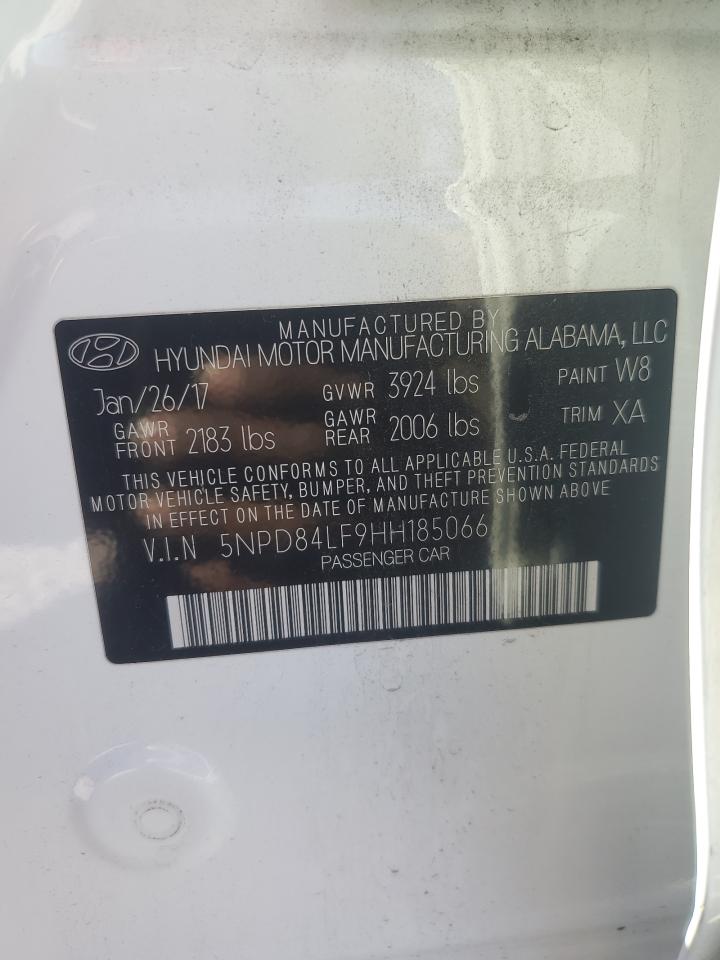 MANUFACTURED BY
HYUNDAI MOTOR MANUFACTURING ALABAMA, LLC
Jan/26/17 GVWR 3924 lbs PAINT W8
GAWR FRONT 2183 lbs GAWR REAR 2006 lbs TRIM XA
THIS VEHICLE CONFORMS TO ALL APPLICABLE U.S.A. FEDERAL
MOTOR VEHICLE SAFETY, BUMPER, AND THEFT PREVENTION STANDARDS
IN EFFECT ON THE DATE OF MANUFACTURE SHOWN ABOVE
V.I.N 5NPD84LF9HH185066
PASSENGER CAR